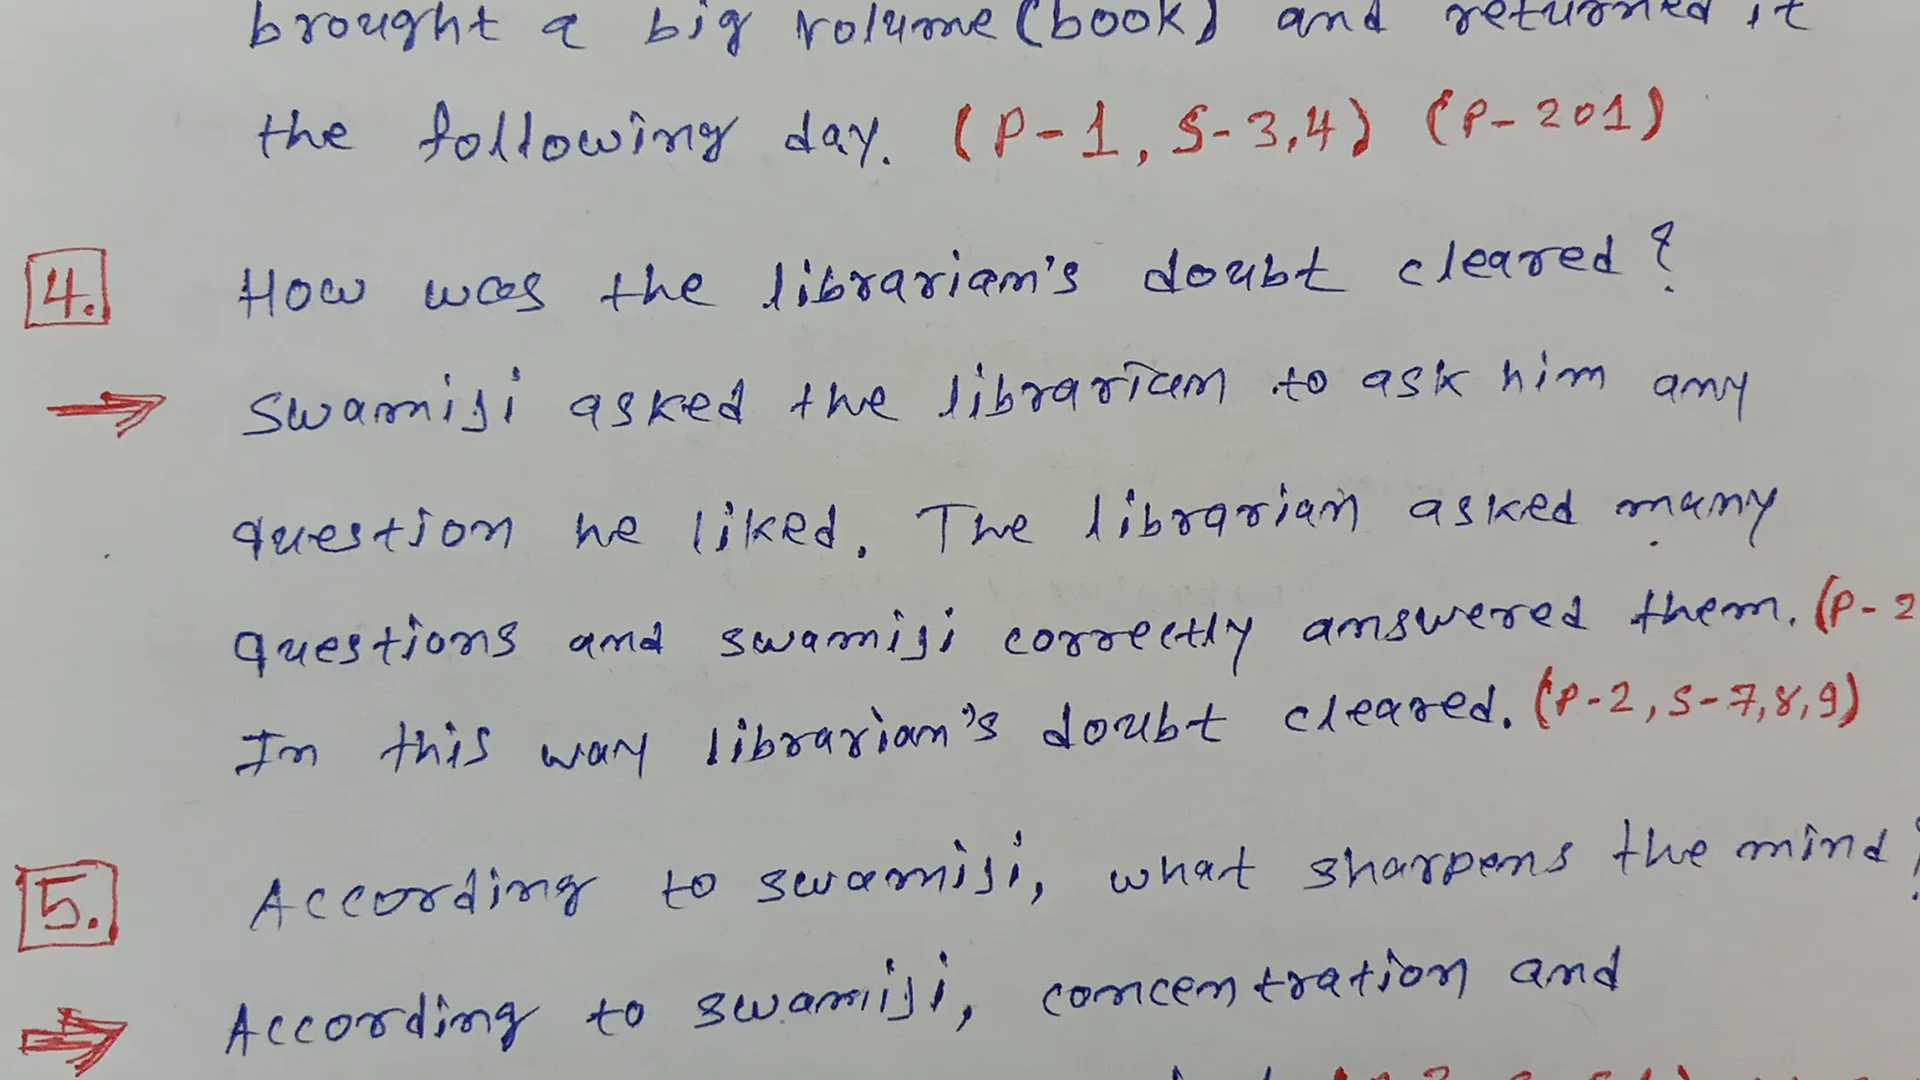 brought a big volume (book) and returned it
the following day. (P-1, S-3,4) (P-201)
4. How was the librarian's doubt cleared?
Swamiji asked the librarian to ask him any
question he liked. The librarian asked many
questions and swamiji correctly answered them. (P-2
In this way librarian's doubt cleared. (P-2, S-7,8,9)
5. According to swamiji, what sharpens the mind?
According to swamiji, concentration and